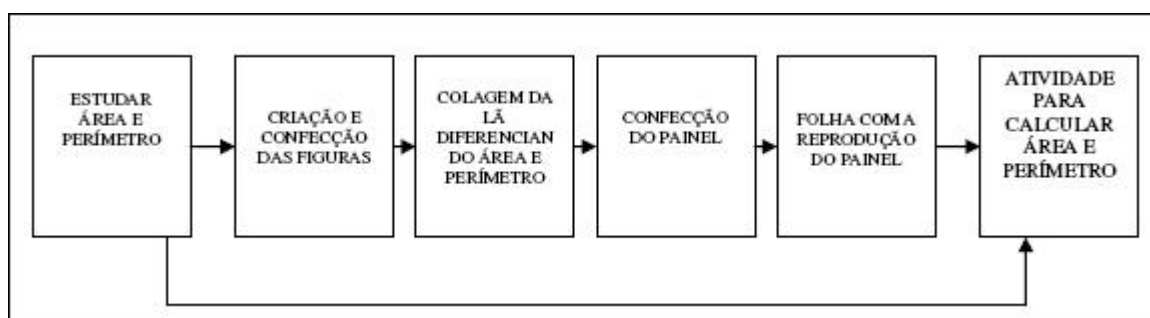 ESTUDAR
ÁREA E
PERÍMETRO
CRIAÇÃO E
CONFECÇÃO
DAS FIGURAS
COLAGEM DA
LÃ
DIFERENCIAN
DO ÁREA E
PERÍMETRO
CONFECÇÃO
DO PAINEL
FOLHA COM A
REPRODUÇÃO
DO PAINEL
ATIVIDADE
PARA
CALCULAR
ÁREA E
PERÍMETRO